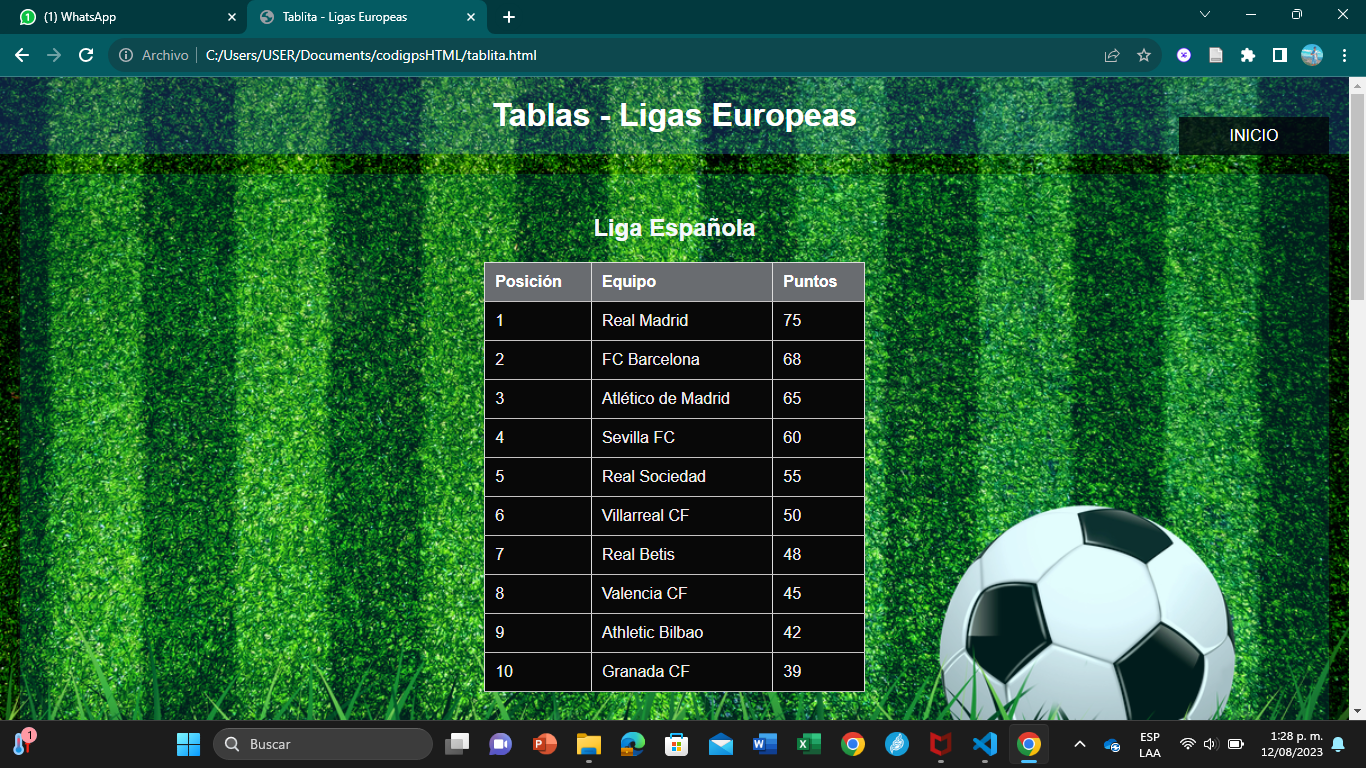 (1) WhatsApp
Tablita - Ligas Europeas
Archivo
C:/Users/USER/Documents/codigpsHTML/tablita.html
Tablas - Ligas Europeas
INICIO
Liga Española
Posición Equipo Puntos
1 Real Madrid 75
2 FC Barcelona 68
3 Atlético de Madrid 65
4 Sevilla FC 60
5 Real Sociedad 55
6 Villarreal CF 50
7 Real Betis 48
8 Valencia CF 45
9 Athletic Bilbao 42
10 Granada CF 39
1
Buscar
ESP
LAA
1:28 p. m.
12/08/2023